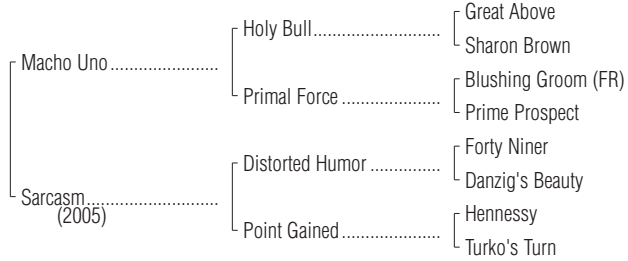 Great Above
Holy Bull
Sharon Brown
Macho Uno
Blushing Groom (FR)
Primal Force
Prime Prospect
Forty Niner
Distorted Humor
Danzig's Beauty
Sarcasm
(2005)
Hennessy
Point Gained
Turko's Turn